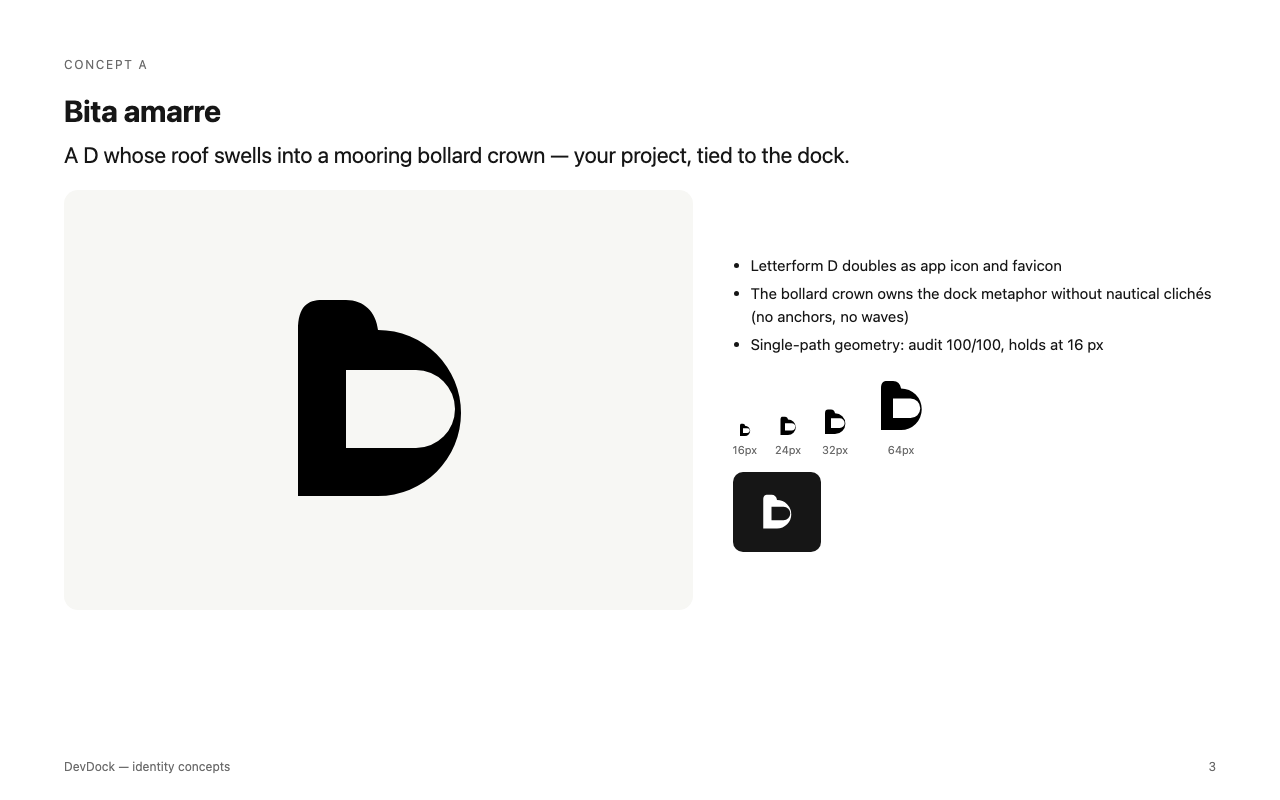 CONCEPT A
Bita amarre
A D whose roof swells into a mooring bollard crown — your project, tied to the dock.
• Letterform D doubles as app icon and favicon
• The bollard crown owns the dock metaphor without nautical clichés
(no anchors, no waves)
• Single-path geometry: audit 100/100, holds at 16 px
16px 24px 32px 64px
DevDock — identity concepts
3